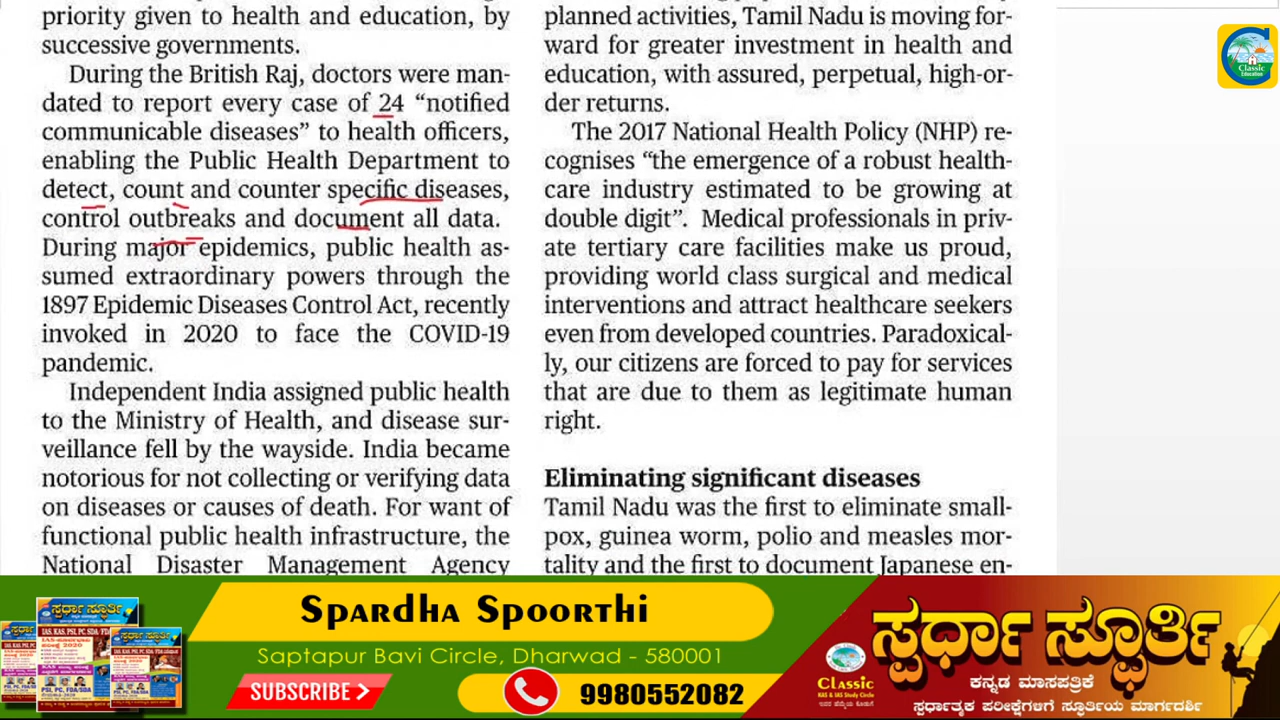 priority given to health and education, by
successive governments.
During the British Raj, doctors were man-
dated to report every case of 24 “notified
communicable diseases” to health officers,
enabling the Public Health Department to
detect, count and counter specific diseases,
control outbreaks and document all data.
During major epidemics, public health as-
sumed extraordinary powers through the
1897 Epidemic Diseases Control Act, recently
invoked in 2020 to face the COVID-19
pandemic.
Independent India assigned public health
to the Ministry of Health, and disease sur-
veillance fell by the wayside. India became
notorious for not collecting or verifying data
on diseases or causes of death. For want of
functional public health infrastructure, the
National Disaster Management Agency
planned activities, Tamil Nadu is moving for-
ward for greater investment in health and
education, with assured, perpetual, high-or-
der returns.
The 2017 National Health Policy (NHP) re-
cognises “the emergence of a robust health-
care industry estimated to be growing at
double digit”. Medical professionals in priv-
ate tertiary care facilities make us proud,
providing world class surgical and medical
interventions and attract healthcare seekers
even from developed countries. Paradoxical-
ly, our citizens are forced to pay for services
that are due to them as legitimate human
right.
Eliminating significant diseases
Tamil Nadu was the first to eliminate small-
pox, guinea worm, polio and measles mor-
tality and the first to document Japanese en-
Classic
Education
ಸ್ಪರ್ಧಾ ಸ್ಫೂರ್ತಿ
Spardha Spoorthi
Saptapur Bavi Circle, Dharwad - 580001
SUBSCRIBE
9980552082
Classic
KAS & IAS Study Circle
ಸ್ಪರ್ಧಾ ಸ್ಫೂರ್ತಿ
ಕನ್ನಡ ಮಾಸಪತ್ರಿಕೆ
ಸ್ಪರ್ಧಾತ್ಮಕ ಪರೀಕ್ಷೆಗಳಿಗೆ ಸ್ಫೂರ್ತಿಯ ಮಾರ್ಗದರ್ಶಿ